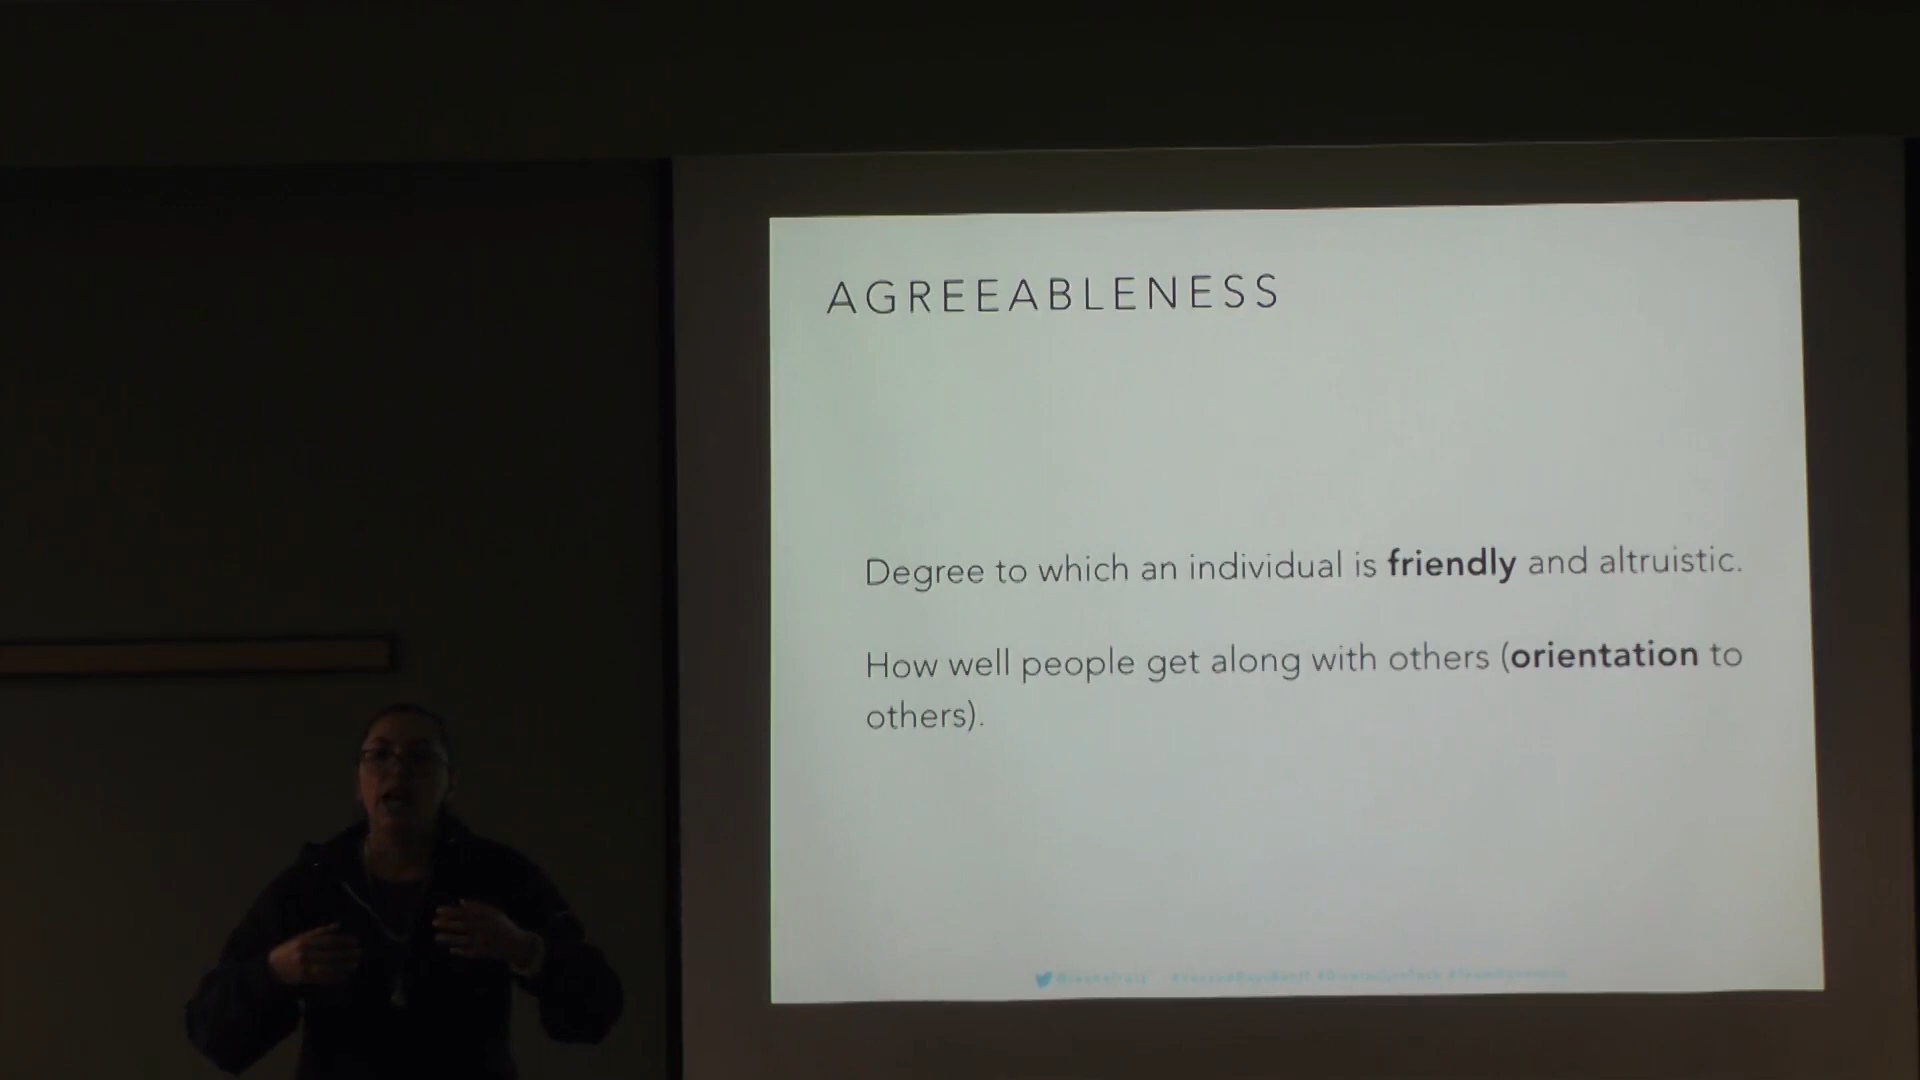 AGREEABLENESS
Degree to which an individual is friendly and altruistic.
How well people get along with others (orientation to
others).